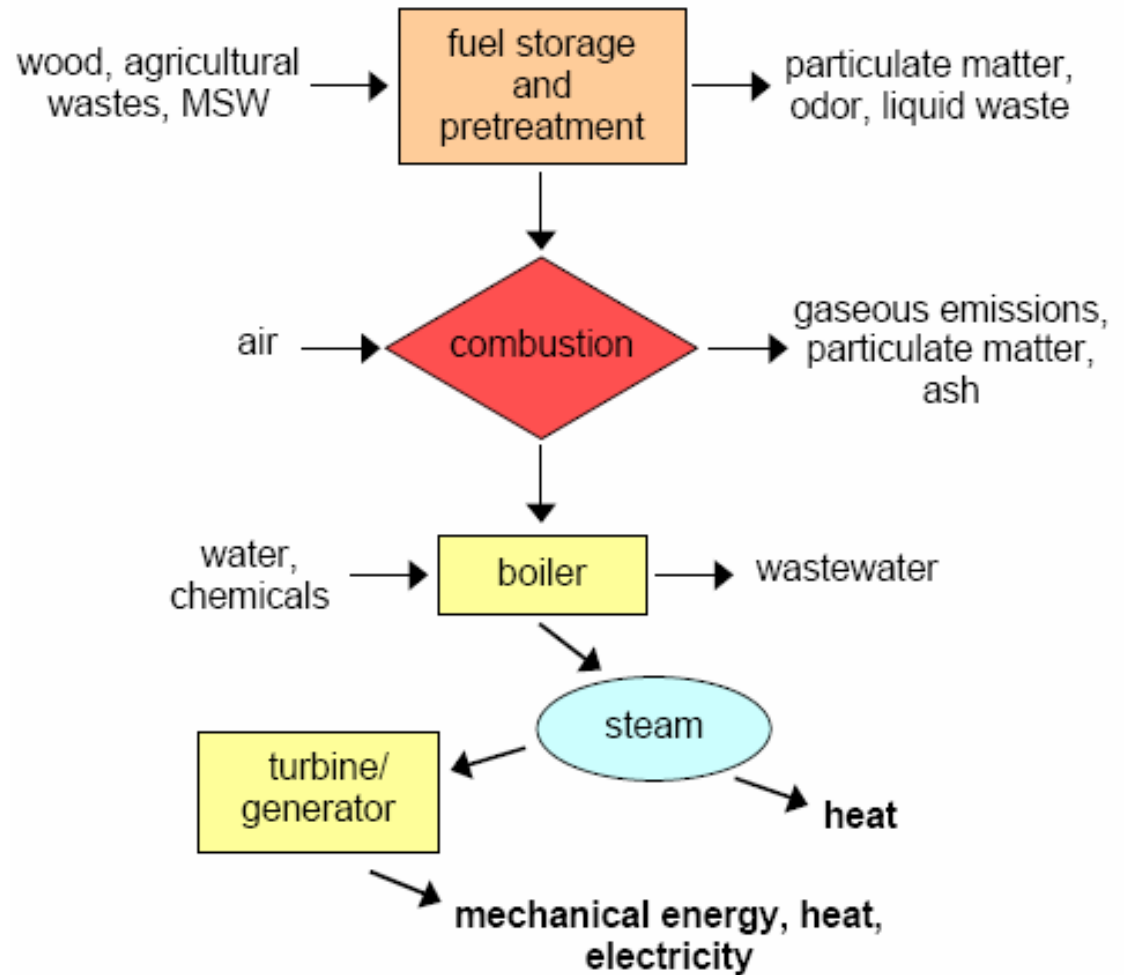 wood, agricultural
wastes, MSW
fuel storage
and
pretreatment
particulate matter,
odor, liquid waste
air
combustion
gaseous emissions,
particulate matter,
ash
water,
chemicals
boiler
wastewater
steam
turbine/
generator
heat
mechanical energy, heat,
electricity